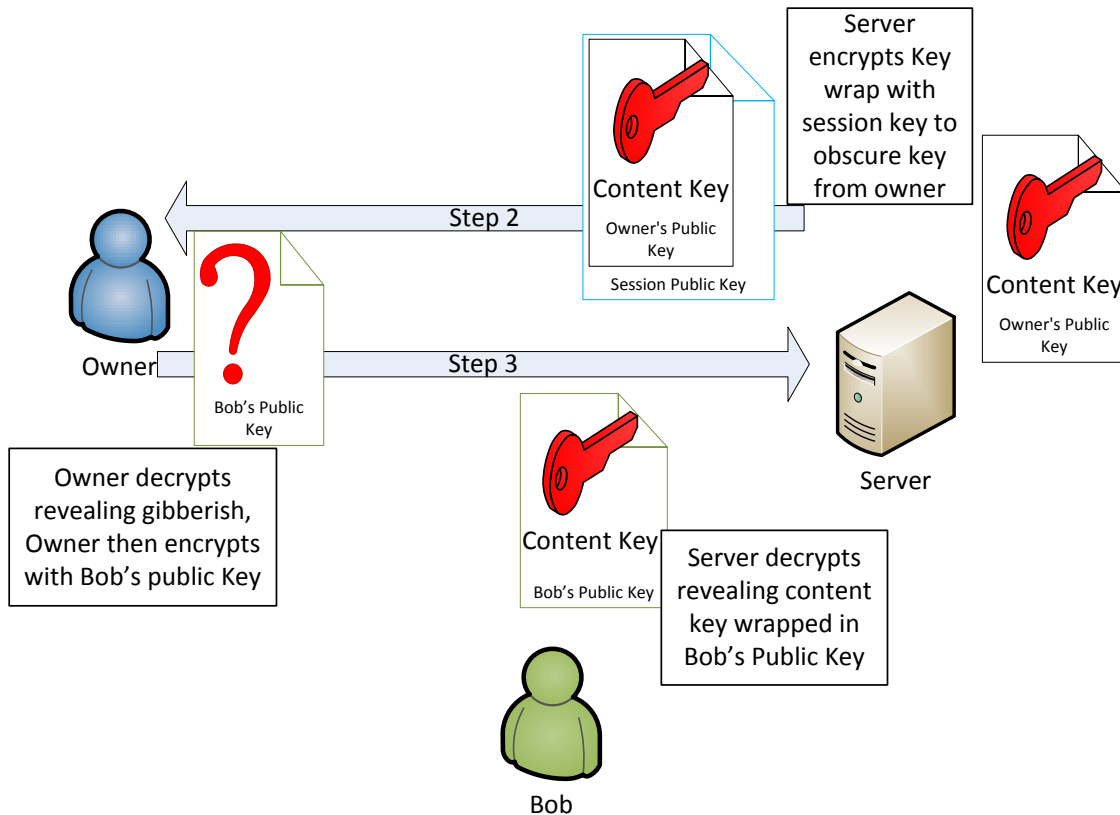 Server
encrypts Key
wrap with
session key to
obscure key
from owner
Content Key
Owner's Public
Key
Session Public Key
Step 2
Content Key
Owner's Public
Key
Owner
Step 3
Bob’s Public
Key
Server
Owner decrypts
revealing gibberish,
Owner then encrypts
with Bob’s public Key
Content Key
Bob’s Public Key
Server decrypts
revealing content
key wrapped in
Bob’s Public Key
Bob